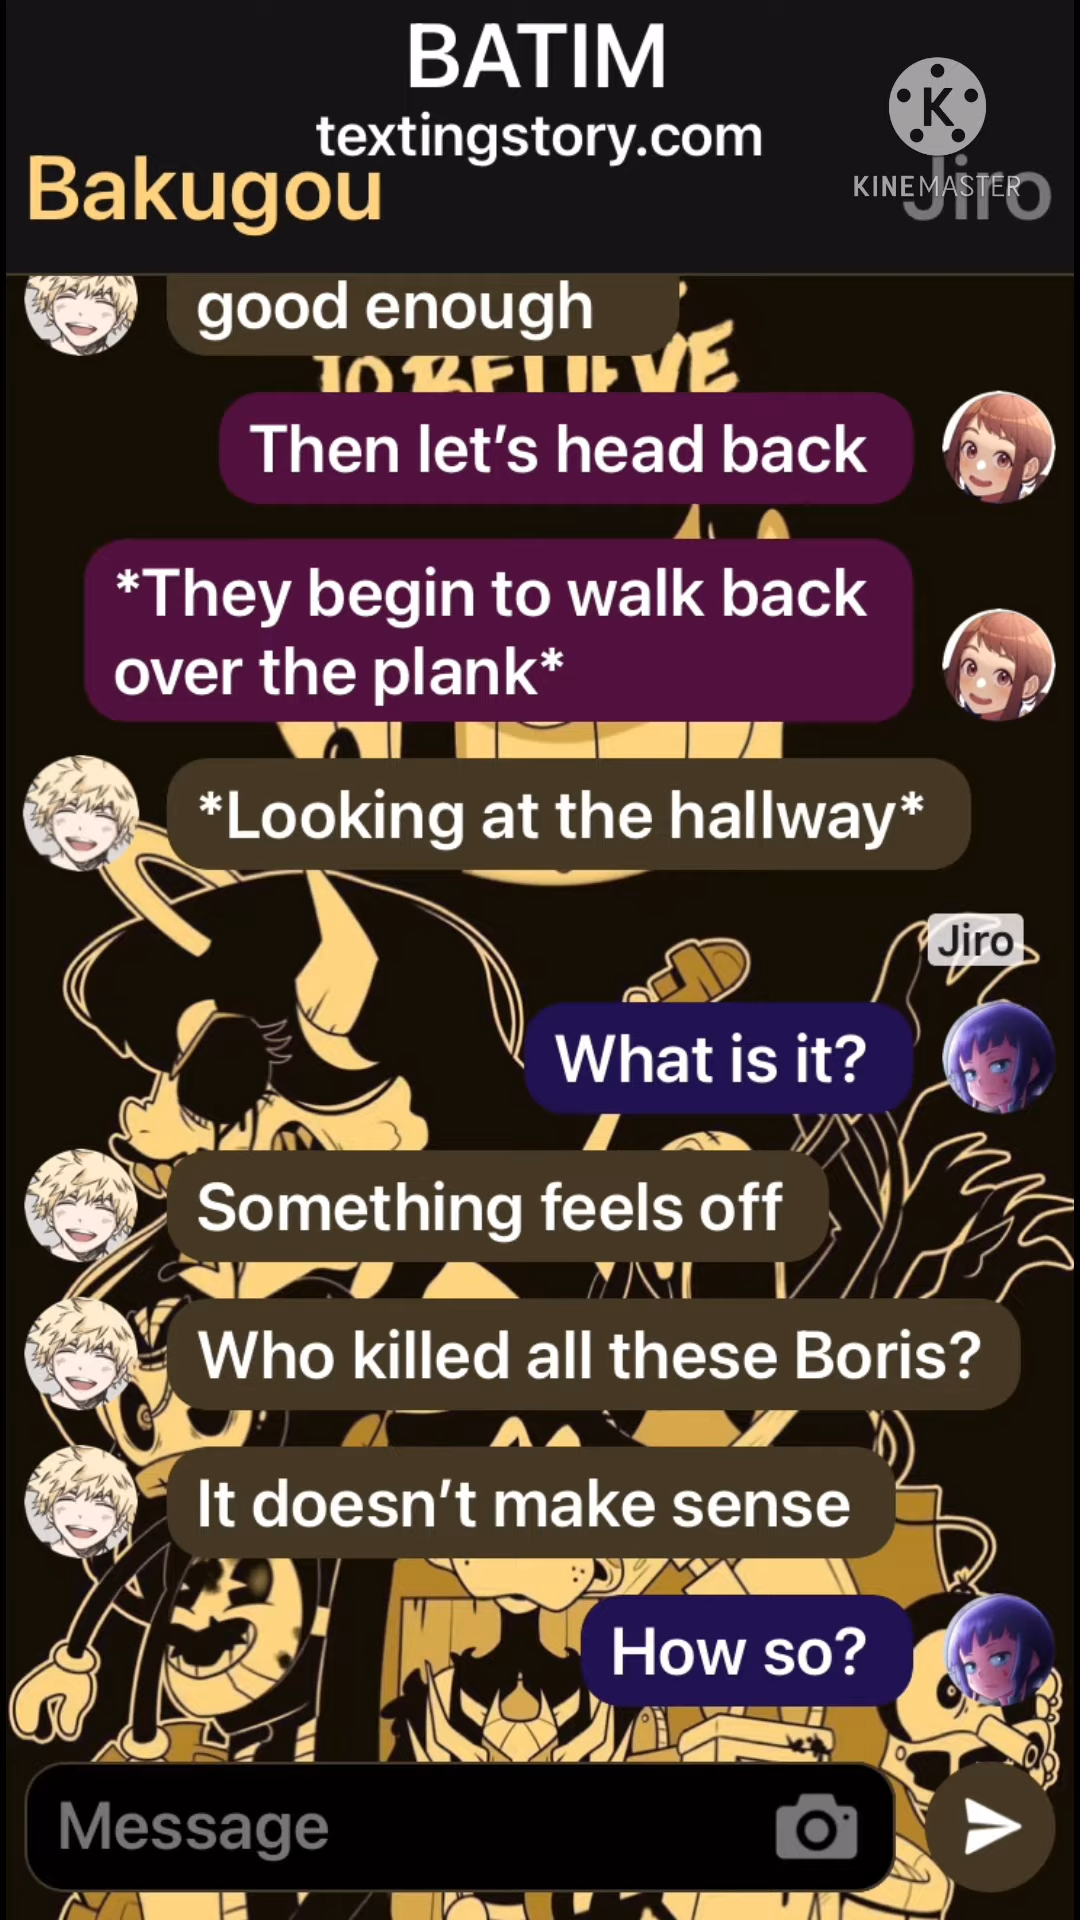 BATIM
textingstory.com
K
KINEMASTER
Bakugou
Jiro
good enough
TO BELIEVE
Then let’s head back
*They begin to walk back
over the plank*
*Looking at the hallway*
Jiro
What is it?
Something feels off
Who killed all these Boris?
It doesn’t make sense
How so?
Message